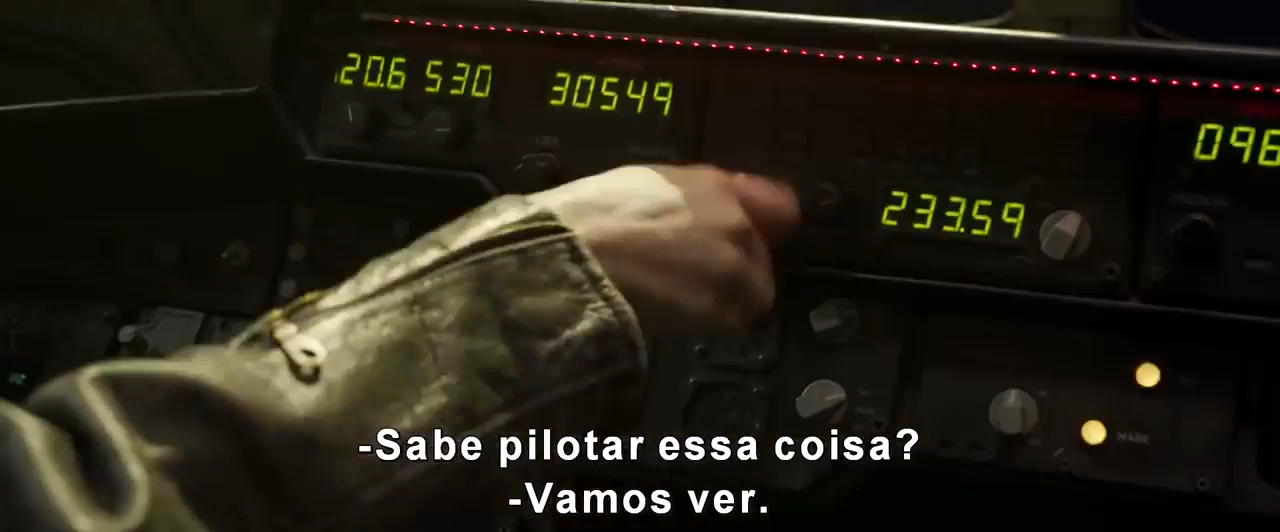 .20.6 530
30549
096
233.59
MARK
-Sabe pilotar essa coisa?
-Vamos ver.